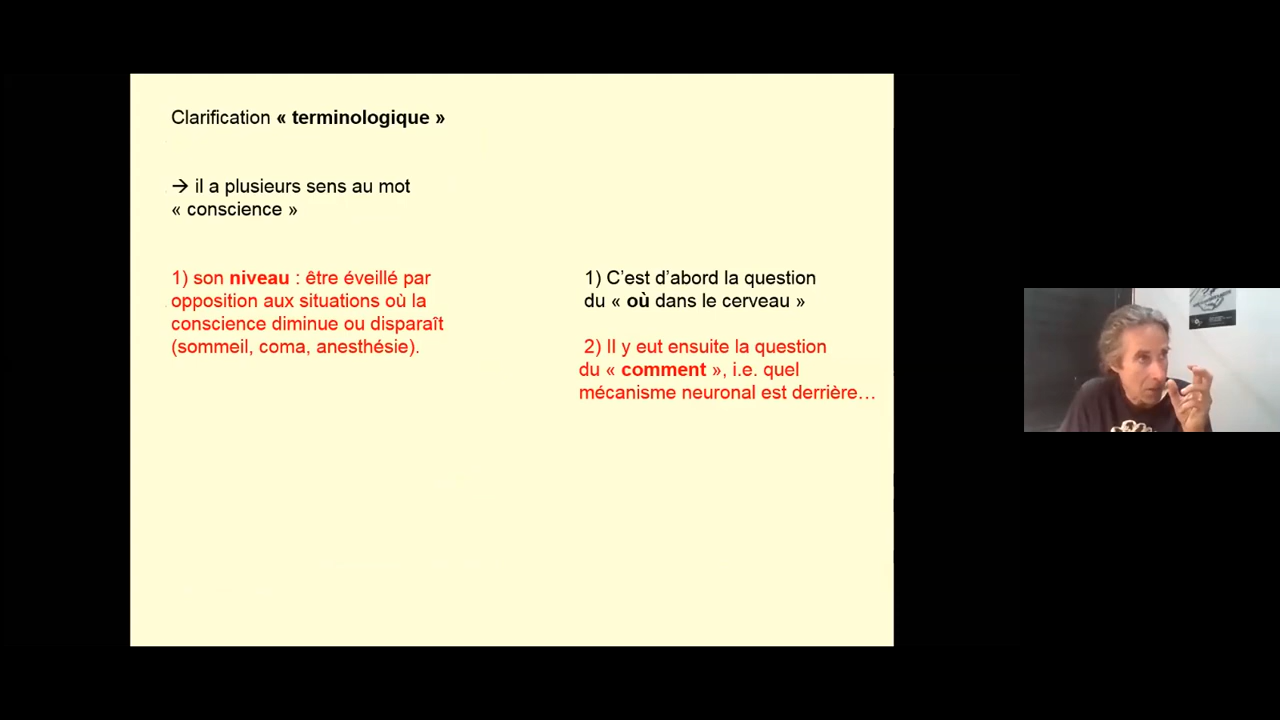 Clarification « terminologique »
→ il a plusieurs sens au mot
« conscience »
1) son niveau : être éveillé par
opposition aux situations où la
conscience diminue ou disparaît
(sommeil, coma, anesthésie).
1) C’est d’abord la question
du « où dans le cerveau »
2) Il y eut ensuite la question
du « comment », i.e. quel
mécanisme neuronal est derrière…